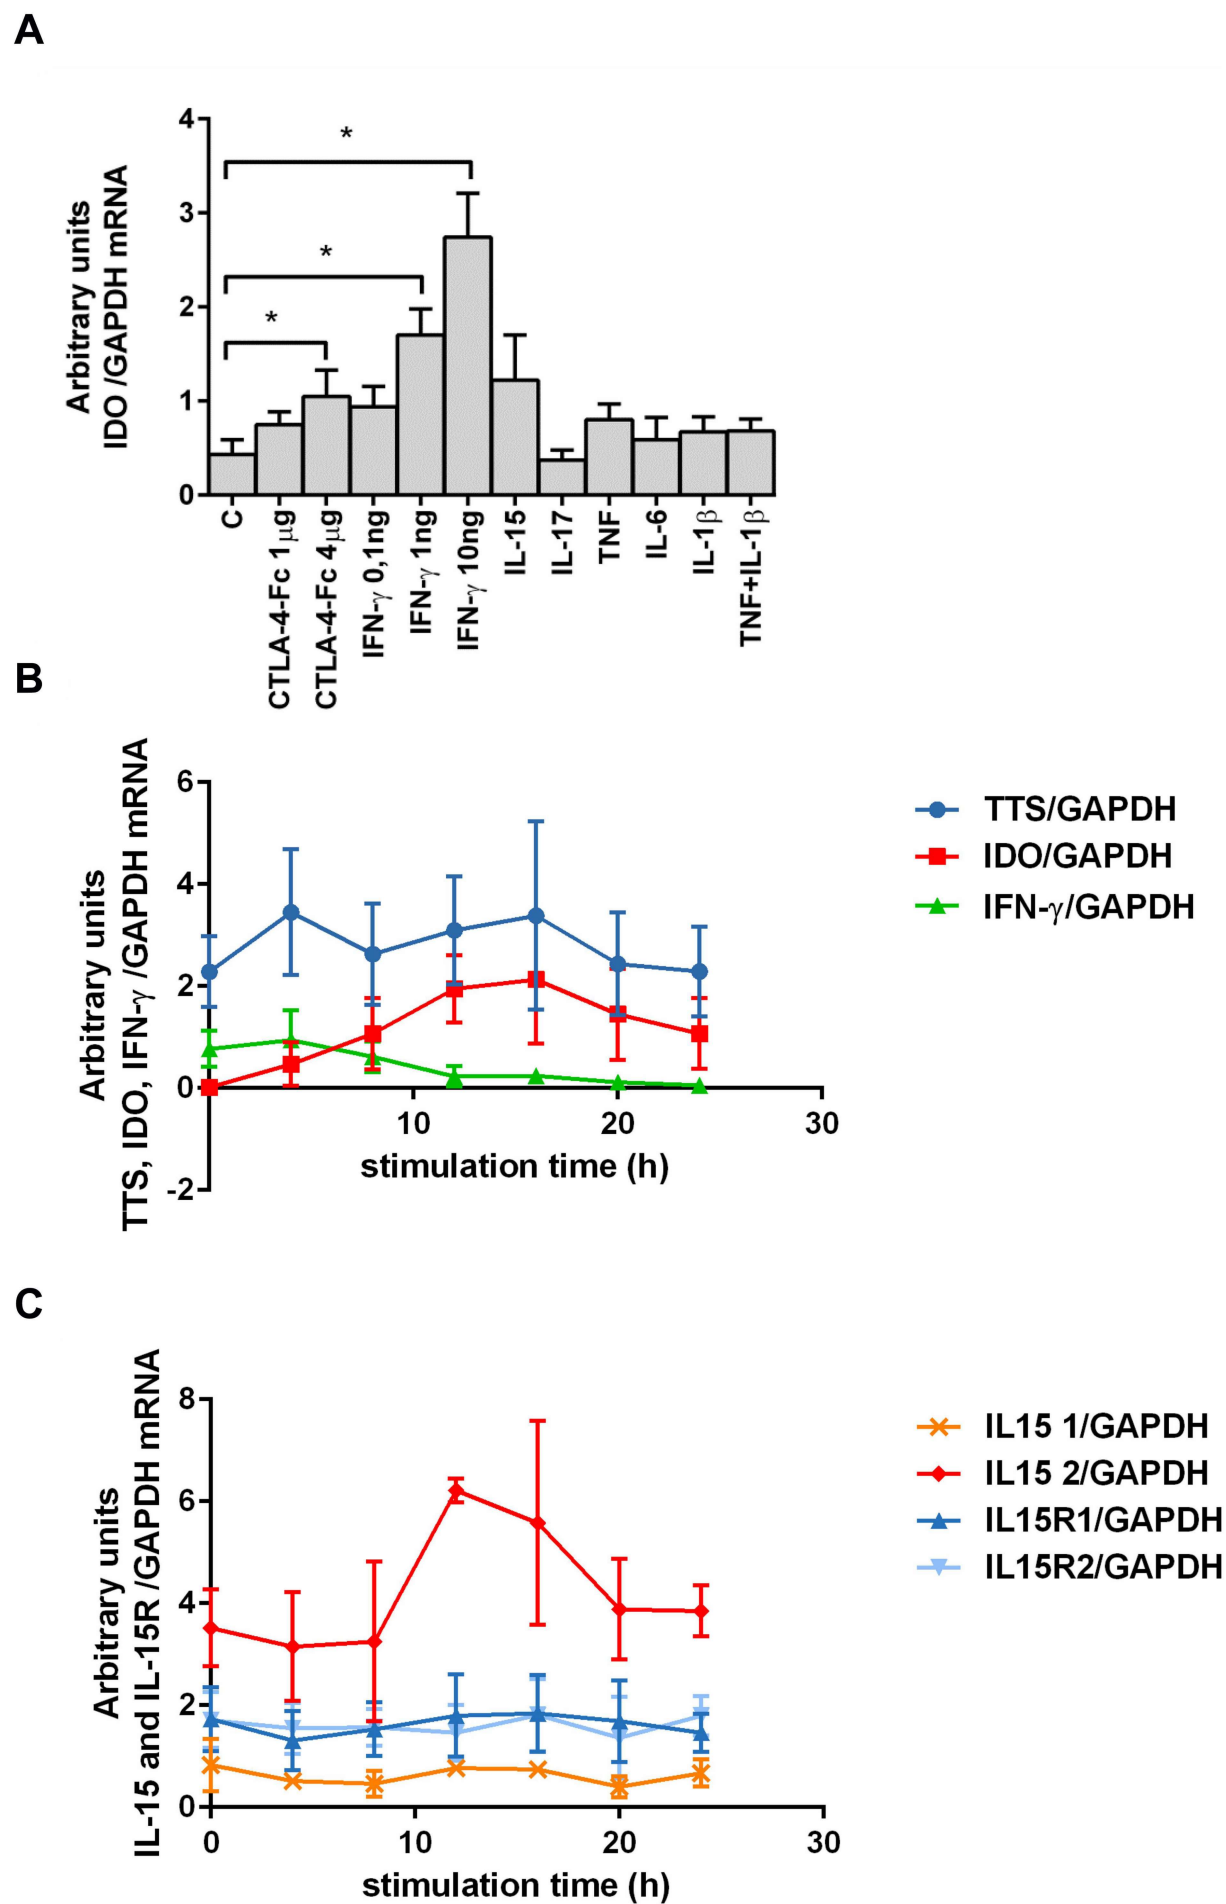 A
Arbitrary units
IDO /GAPDH mRNA
4
3
2
1
0
*
*
*
C
CTLA-4-Fc 1μg
CTLA-4-Fc 4μg
IFN-γ 0,1ng
IFN-γ 1ng
IFN-γ 10ng
IL-15
IL-17
TNF
IL-6
IL-1β
TNF+IL-1β
B
Arbitrary units
TTS, IDO, IFN-γ /GAPDH mRNA
6
4
2
0
-2
10
20
30
stimulation time (h)
TTS/GAPDH
IDO/GAPDH
IFN-γ/GAPDH
C
Arbitrary units
IL-15 and IL-15R /GAPDH mRNA
8
6
4
2
0
0
10
20
30
stimulation time (h)
IL15 1/GAPDH
IL15 2/GAPDH
IL15R1/GAPDH
IL15R2/GAPDH